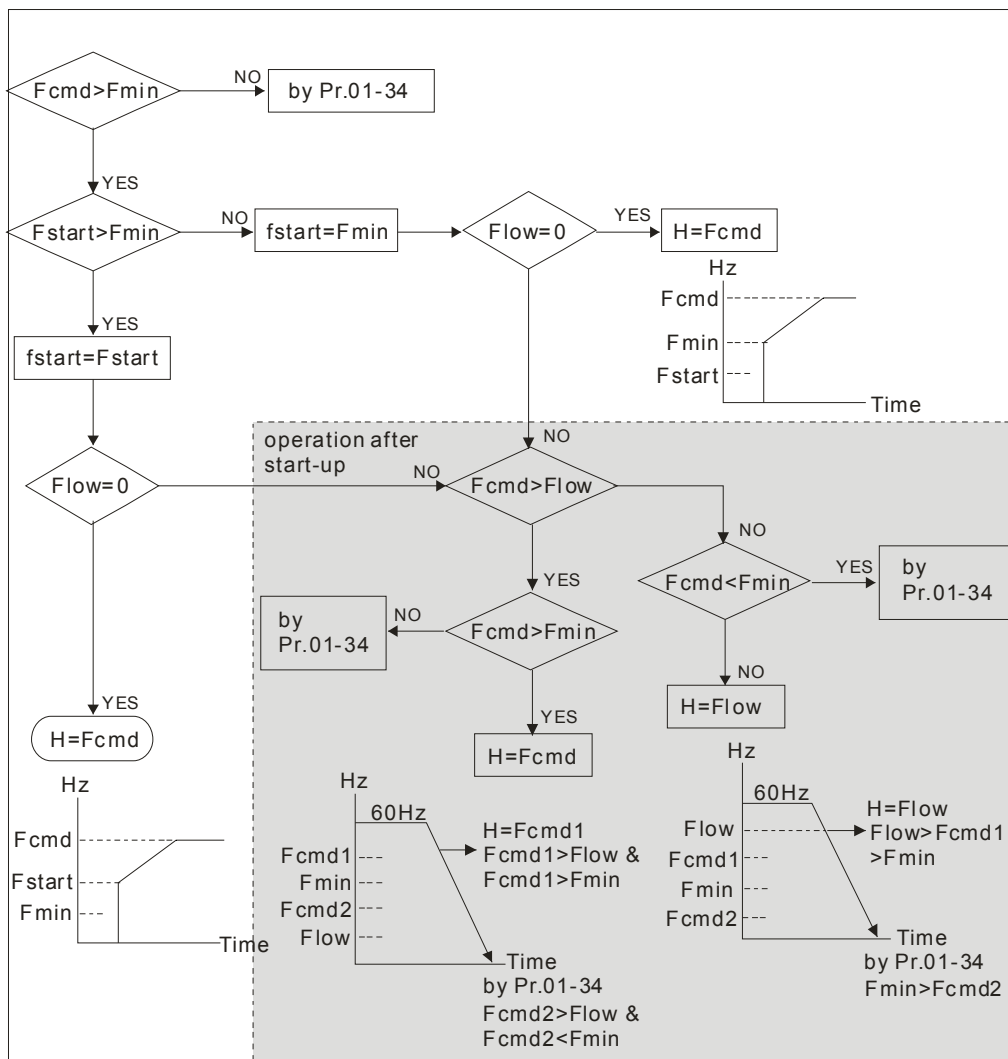 Fcmd>Fmin
NO
by Pr.01-34
YES
Fstart>Fmin
NO
fstart=Fmin
Flow=0
YES
H=Fcmd
Hz
Fcmd
Fmin
Fstart
Time
YES
fstart=Fstart
NO
operation after
start-up
Flow=0
NO
Fcmd>Flow
NO
YES
Fcmd<Fmin
YES
by
Pr.01-34
by
Pr.01-34
NO
Fcmd>Fmin
NO
H=Flow
YES
H=Fcmd
YES
H=Fcmd
Hz
Fcmd
Fstart
Fmin
Time
Hz
60Hz
H=Fcmd1
Fcmd1>Flow &
Fcmd1>Fmin
Fcmd1
Fmin
Fcmd2
Flow
Time
by Pr.01-34
Fcmd2>Flow &
Fcmd2<Fmin
Hz
60Hz
H=Flow
Flow>Fcmd1
>Fmin
Flow
Fcmd1
Fmin
Fcmd2
Time
by Pr.01-34
Fmin>Fcmd2